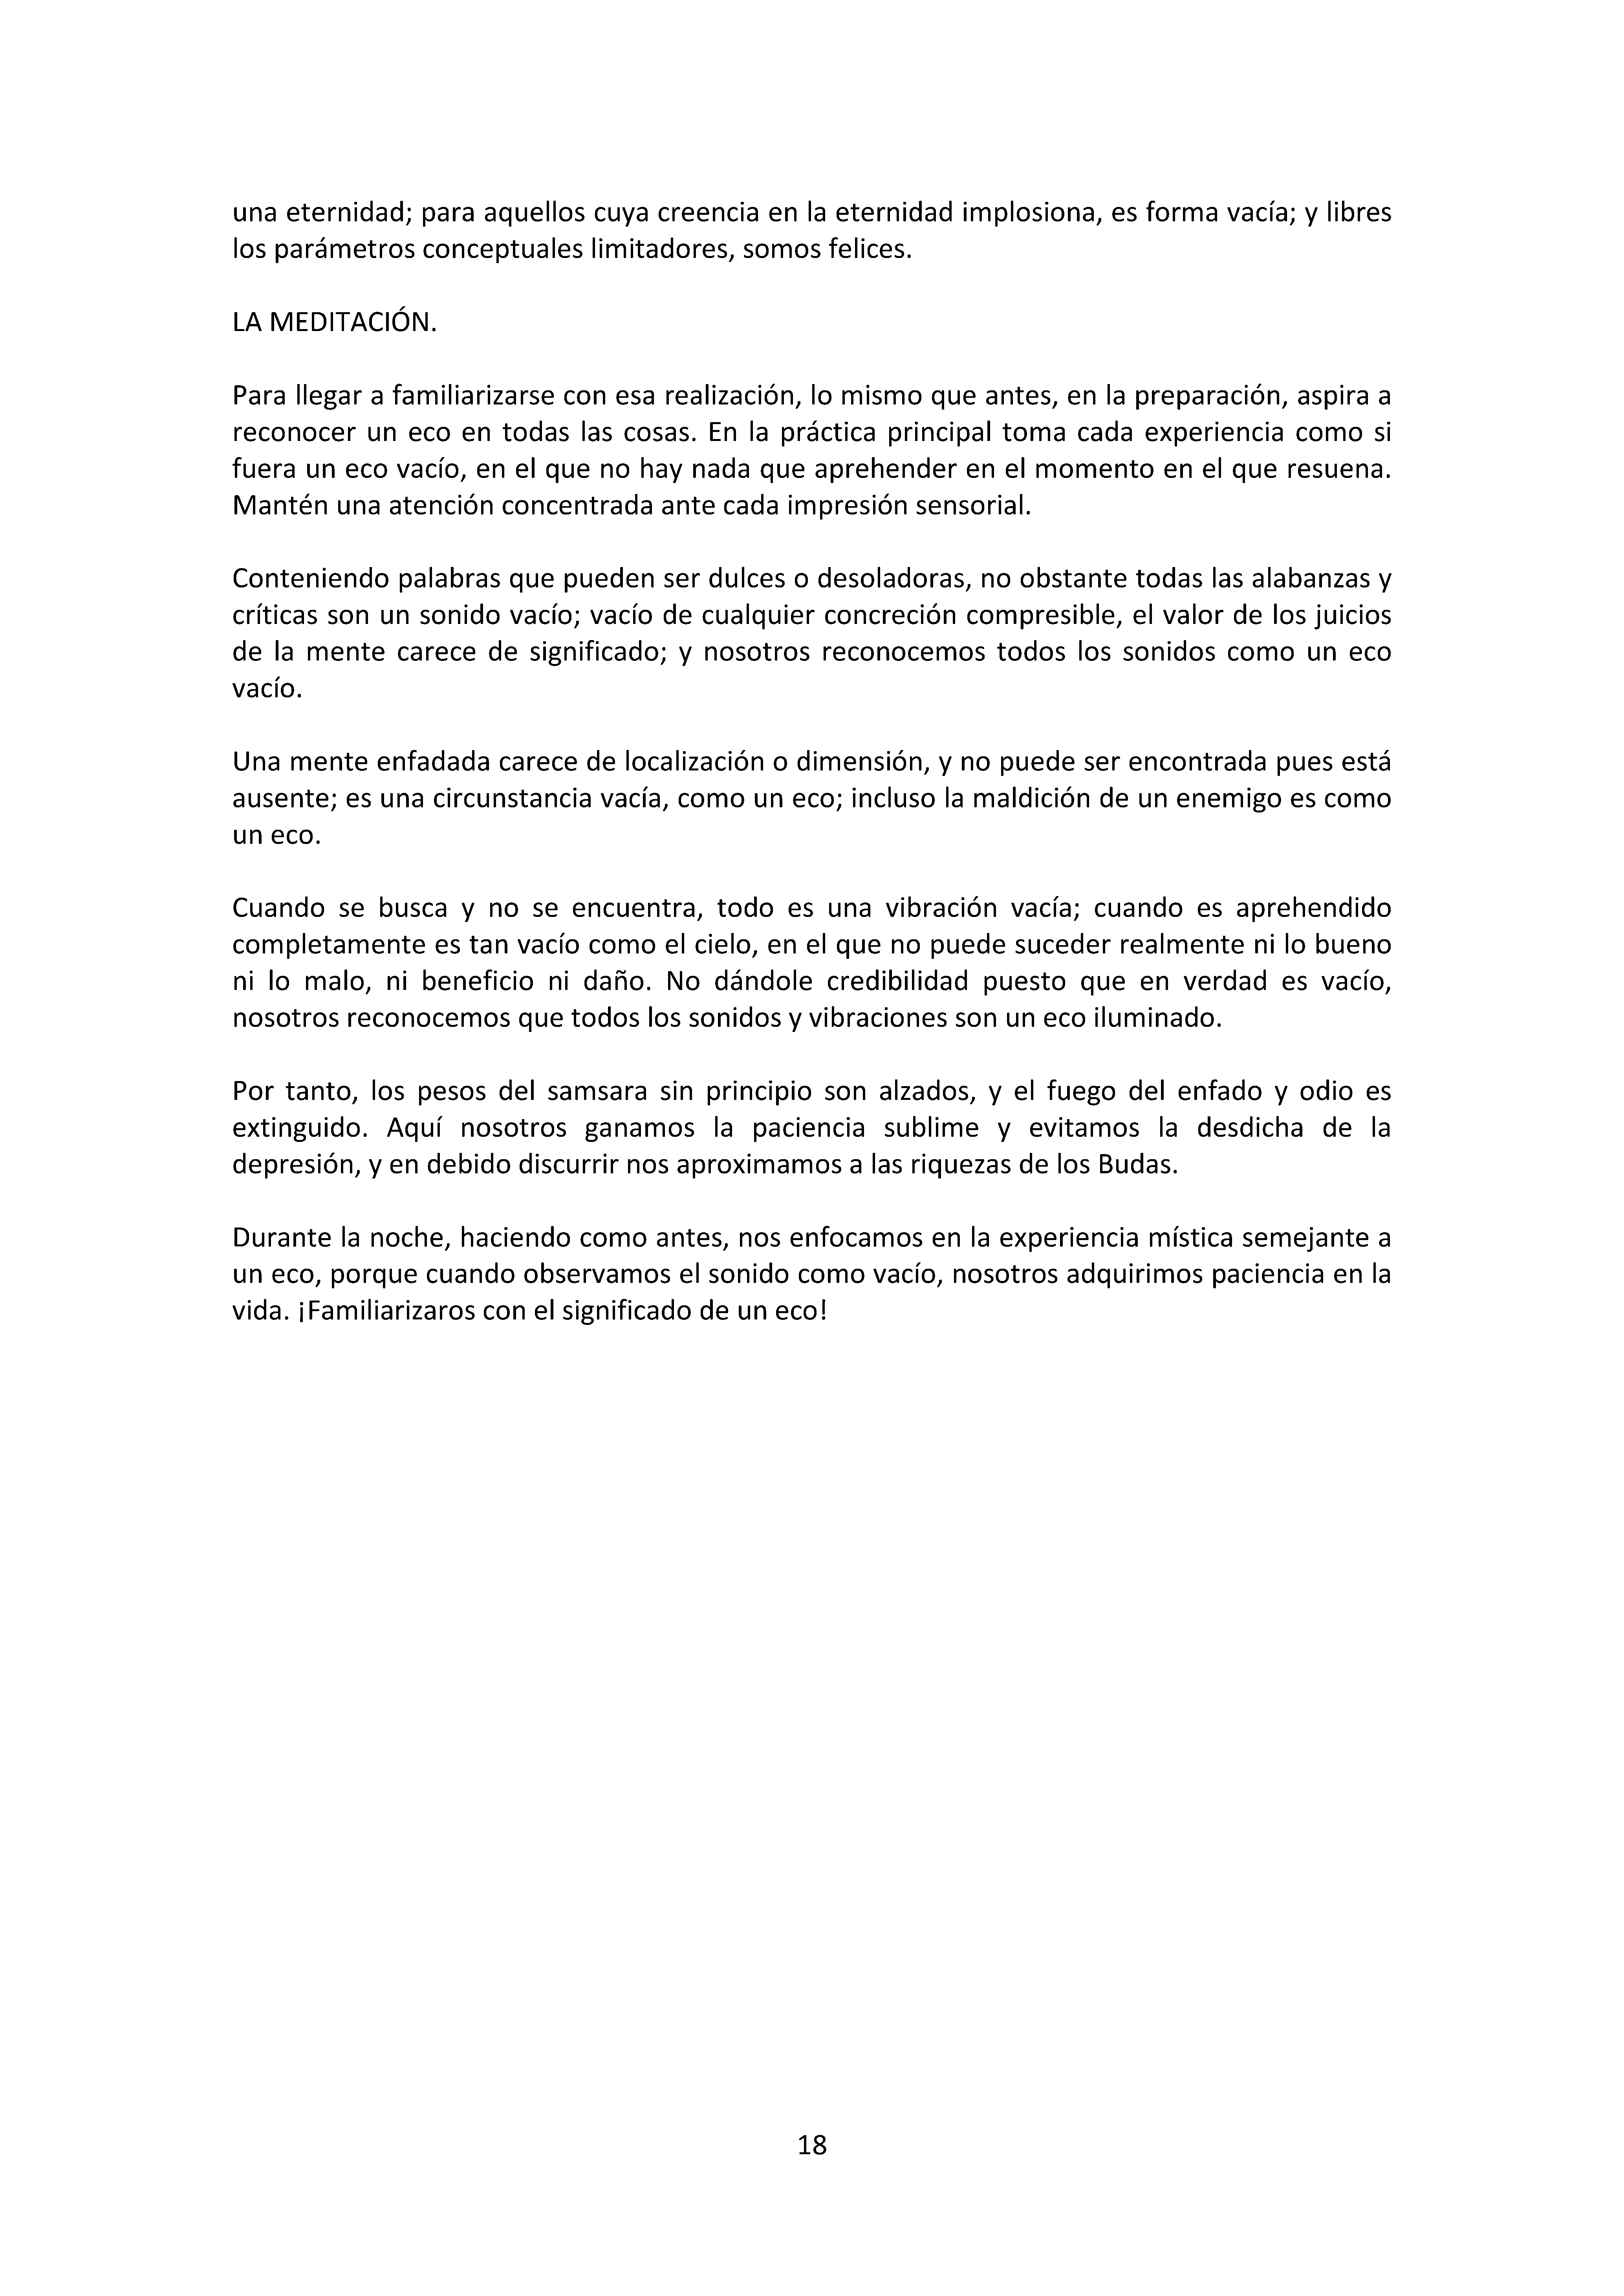 una eternidad; para aquellos cuya creencia en la eternidad implosiona, es forma vacía; y libres
los parámetros conceptuales limitadores, somos felices.
LA MEDITACIÓN.
Para llegar a familiarizarse con esa realización, lo mismo que antes, en la preparación, aspira a
reconocer un eco en todas las cosas. En la práctica principal toma cada experiencia como si
fuera un eco vacío, en el que no hay nada que aprehender en el momento en el que resuena.
Mantén una atención concentrada ante cada impresión sensorial.
Conteniendo palabras que pueden ser dulces o desoladoras, no obstante todas las alabanzas y
críticas son un sonido vacío; vacío de cualquier concreción compresible, el valor de los juicios
de la mente carece de significado; y nosotros reconocemos todos los sonidos como un eco
vacío.
Una mente enfadada carece de localización o dimensión, y no puede ser encontrada pues está
ausente; es una circunstancia vacía, como un eco; incluso la maldición de un enemigo es como
un eco.
Cuando se busca y no se encuentra, todo es una vibración vacía; cuando es aprehendido
completamente es tan vacío como el cielo, en el que no puede suceder realmente ni lo bueno
ni lo malo, ni beneficio ni daño. No dándole credibilidad puesto que en verdad es vacío,
nosotros reconocemos que todos los sonidos y vibraciones son un eco iluminado.
Por tanto, los pesos del samsara sin principio son alzados, y el fuego del enfado y odio es
extinguido. Aquí nosotros ganamos la paciencia sublime y evitamos la desdicha de la
depresión, y en debido discurrir nos aproximamos a las riquezas de los Budas.
Durante la noche, haciendo como antes, nos enfocamos en la experiencia mística semejante a
un eco, porque cuando observamos el sonido como vacío, nosotros adquirimos paciencia en la
vida. ¡Familiarizaros con el significado de un eco!
18